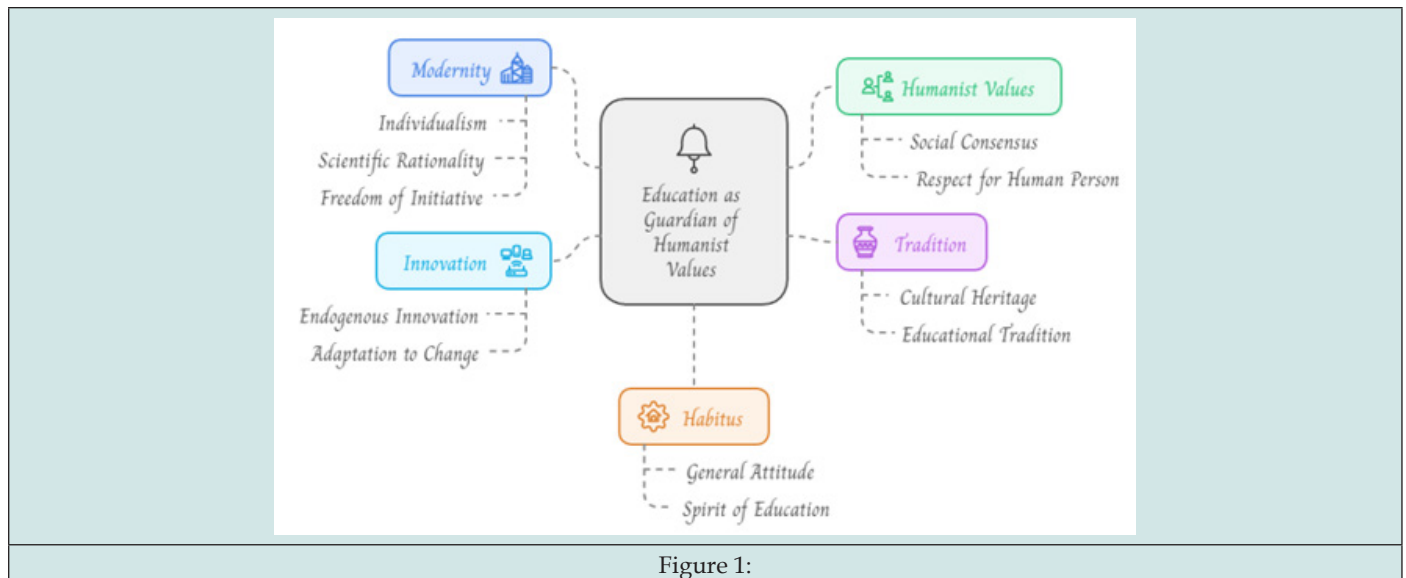 Modernity
Individualism
Scientific Rationality
Freedom of Initiative
Innovation
Endogenous Innovation
Adaptation to Change
Education as
Guardian of
Humanist
Values
Humanist Values
Social Consensus
Respect for Human Person
Tradition
Cultural Heritage
Educational Tradition
Habitus
General Attitude
Spirit of Education
Figure 1: